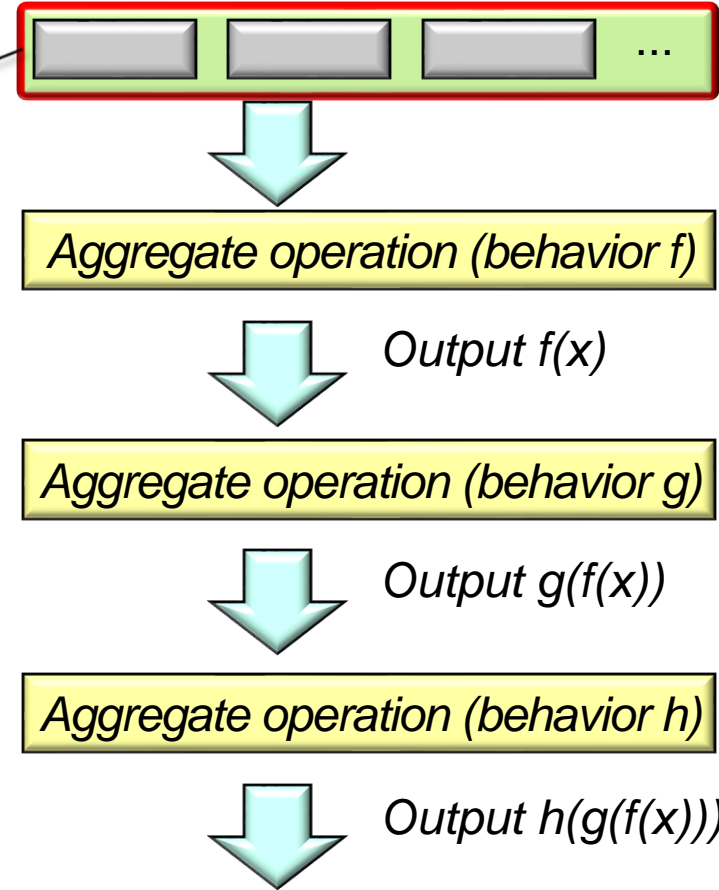 ...
Aggregate operation (behavior f)
Output f(x)
Aggregate operation (behavior g)
Output g(f(x))
Aggregate operation (behavior h)
Output h(g(f(x)))